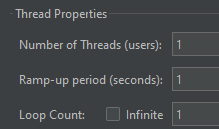 Thread Properties
Number of Threads (users): 1
Ramp-up period (seconds): 1
Loop Count: Infinite 1